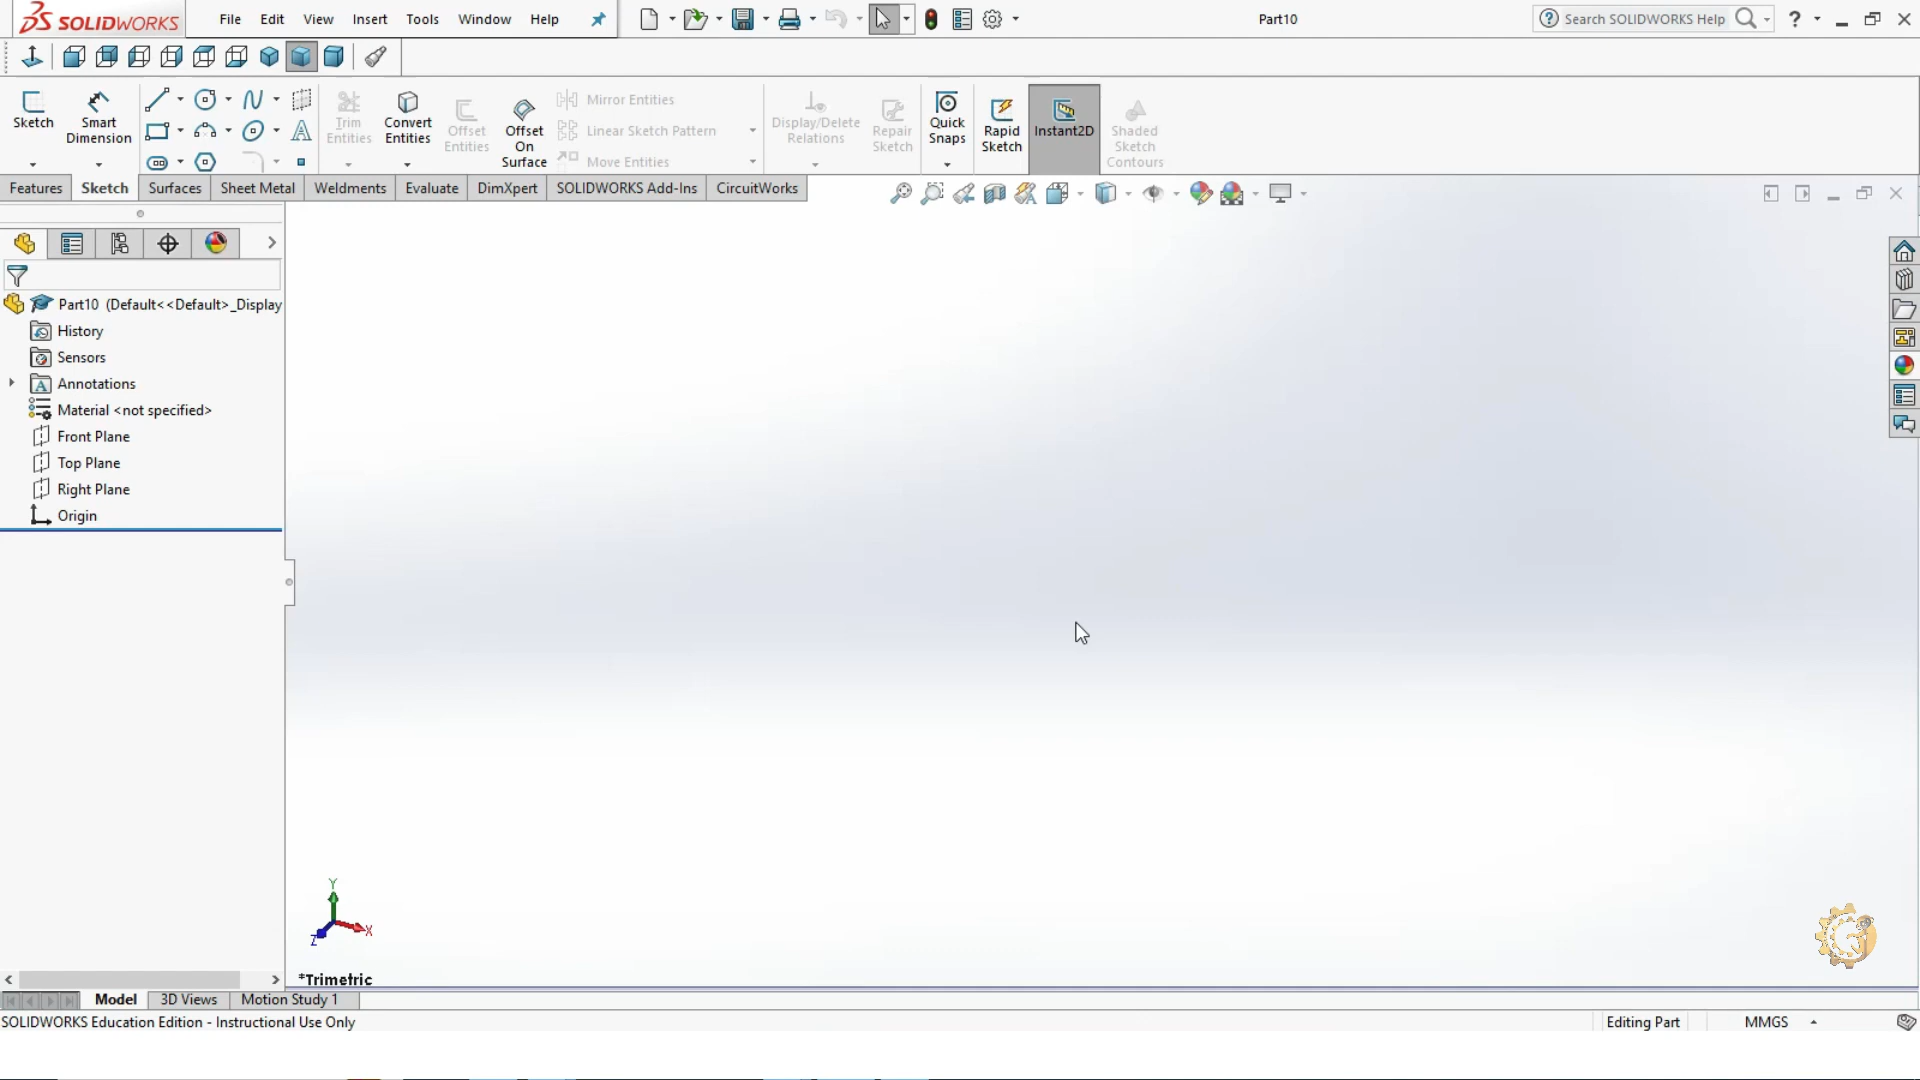 SOLIDWORKS File Edit View Insert Tools Window Help Part10 Search SOLIDWORKS Help
Sketch
Smart Dimension
Trim Entities
Convert Entities
Offset Entities
Offset On Surface
Mirror Entities
Linear Sketch Pattern
Move Entities
Display/Delete Relations
Repair Sketch
Quick Snaps
Rapid Sketch
Instant2D
Shaded Sketch Contours
Features Sketch Surfaces Sheet Metal Weldments Evaluate DimXpert SOLIDWORKS Add-Ins CircuitWorks
Part10 (Default<<Default>_Display
History
Sensors
Annotations
Material <not specified>
Front Plane
Top Plane
Right Plane
Origin
Y
X
Z
*Trimetric
Model 3D Views Motion Study 1
SOLIDWORKS Education Edition - Instructional Use Only Editing Part MMGS